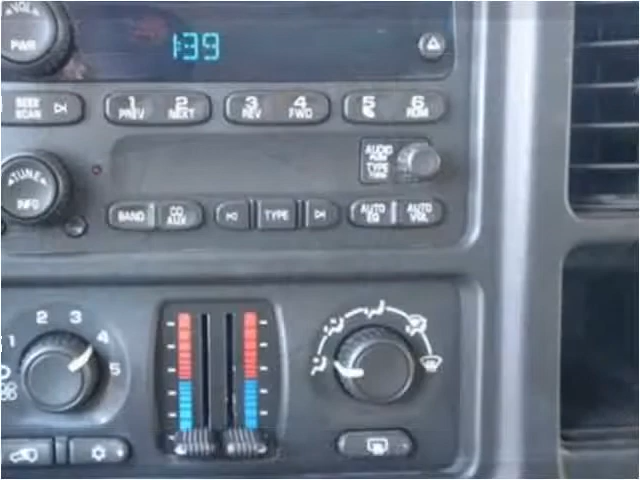 VOL
PWR
1:39
SEEK
SCAN
1
PREV
2
NEXT
3
REV
4
FWD
5
6
RDM
TUNE
INFO
AUDIO
TYPE
BAND
CD
AUX
TYPE
AUTO
EQ
AUTO
VOL
1 2 3 4 5